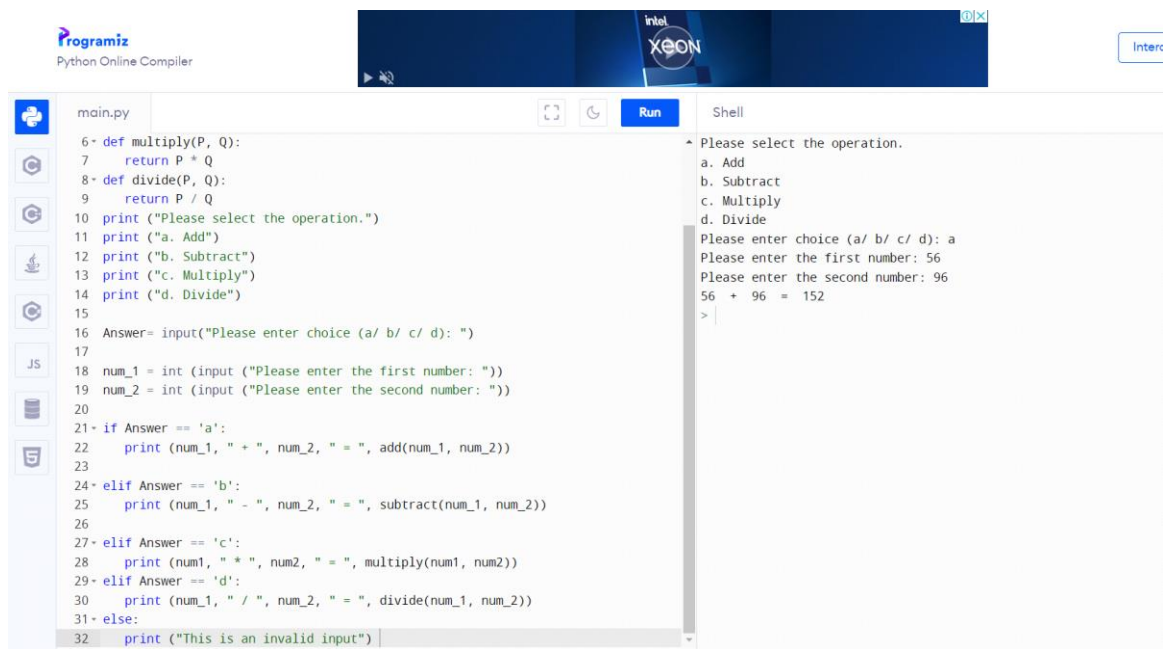 Programiz
Python Online Compiler
intel
XEON
Interc
main.py
Run
Shell
6 def multiply(P, Q):
7     return P * Q
8 def divide(P, Q):
9     return P / Q
10 print ("Please select the operation.")
11 print ("a. Add")
12 print ("b. Subtract")
13 print ("c. Multiply")
14 print ("d. Divide")
15
16 Answer= input("Please enter choice (a/ b/ c/ d): ")
17
18 num_1 = int (input ("Please enter the first number: "))
19 num_2 = int (input ("Please enter the second number: "))
20
21 if Answer == 'a':
22     print (num_1, " + ", num_2, " = ", add(num_1, num_2))
23
24 elif Answer == 'b':
25     print (num_1, " - ", num_2, " = ", subtract(num_1, num_2))
26
27 elif Answer == 'c':
28     print (num1, " * ", num2, " = ", multiply(num1, num2))
29 elif Answer == 'd':
30     print (num_1, " / ", num_2, " = ", divide(num_1, num_2))
31 else:
32     print ("This is an invalid input")
Please select the operation.
a. Add
b. Subtract
c. Multiply
d. Divide
Please enter choice (a/ b/ c/ d): a
Please enter the first number: 56
Please enter the second number: 96
56  +  96  =  152
>
JS